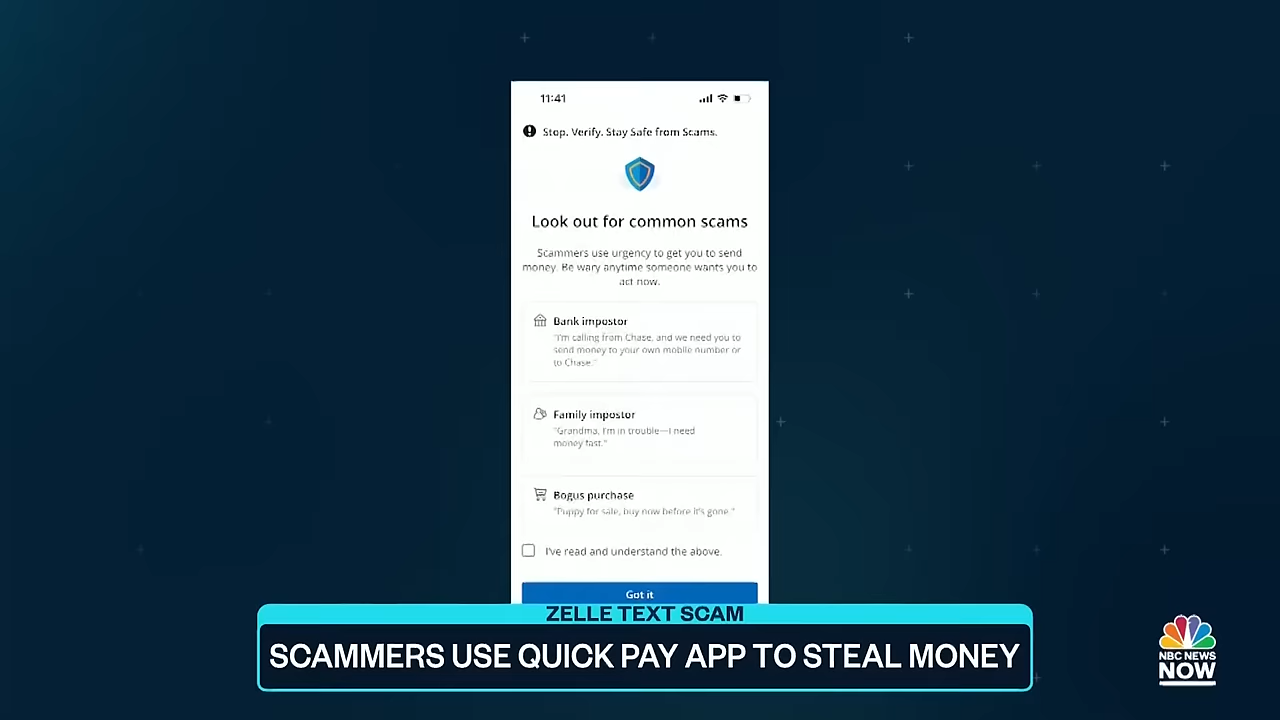 11:41
Stop. Verify. Stay Safe from Scams.
Look out for common scams
Scammers use urgency to get you to send
money. Be wary anytime someone wants you to
act now.
Bank impostor
"I'm calling from Chase, and we need you to
send money to your own mobile number or
to Chase."
Family impostor
"Grandma, I'm in trouble—I need
money fast."
Bogus purchase
"Puppy for sale, buy now before it's gone."
I've read and understand the above.
Got it
ZELLE TEXT SCAM
SCAMMERS USE QUICK PAY APP TO STEAL MONEY
NBC NEWS
NOW